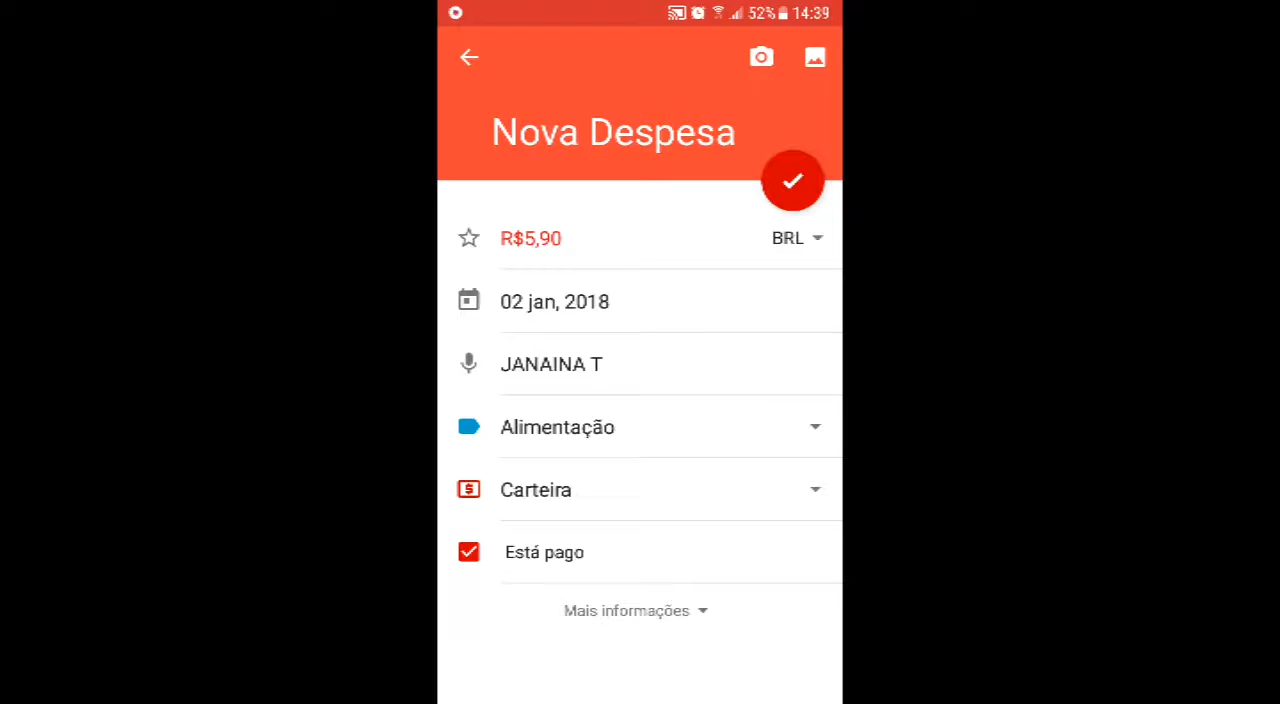 52% 14:39
Nova Despesa
R$5,90 BRL
02 jan, 2018
JANAINA T
Alimentação
Carteira
Está pago
Mais informações